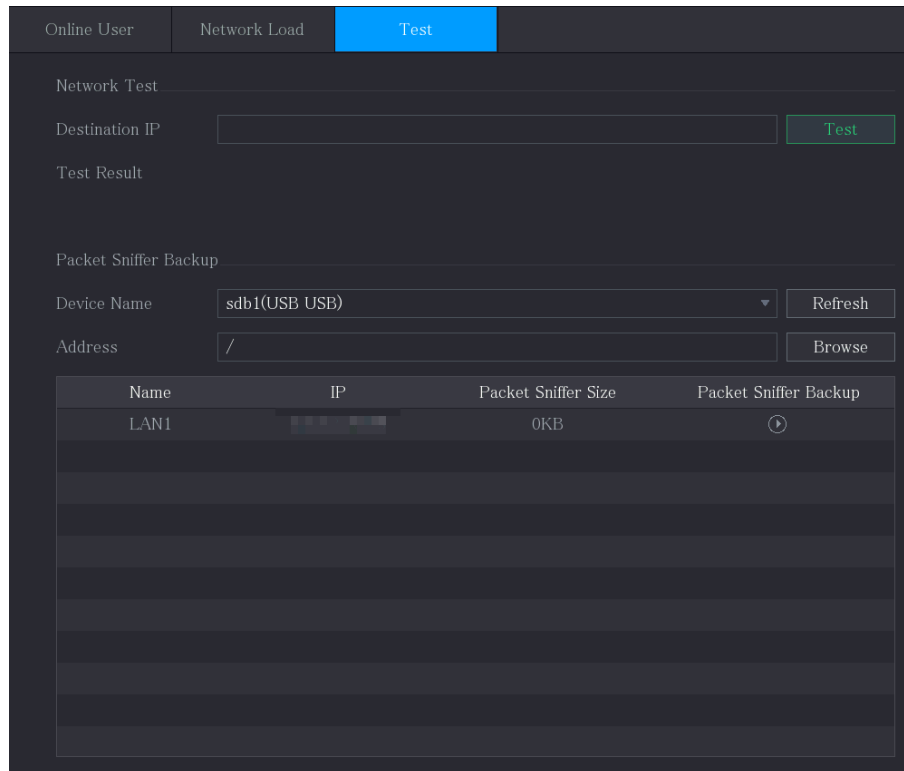 Online User Network Load Test
Network Test
Destination IP Test
Test Result
Packet Sniffer Backup
Device Name sdb1(USB USB) Refresh
Address / Browse
Name IP Packet Sniffer Size Packet Sniffer Backup
LAN1 0KB